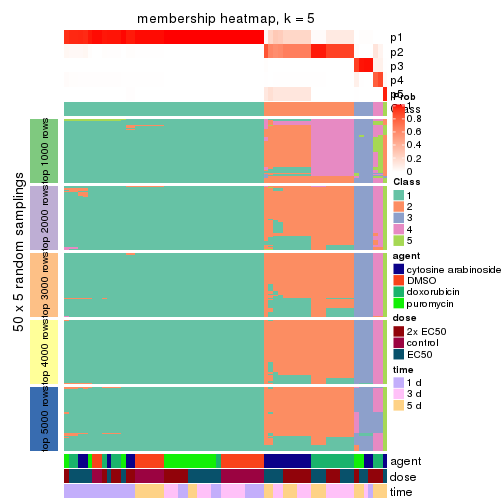 membership heatmap, k = 5
p1
p2
p3
p4
p5
Class
Prob
1
0.8
0.6
0.4
0.2
0
Class
1
2
3
4
5
agent
cytosine arabinoside
DMSO
doxorubicin
puromycin
dose
2x EC50
control
EC50
time
1 d
3 d
5 d
50 x 5 random samplings
top 1000 rows
top 2000 rows
top 3000 rows
top 4000 rows
top 5000 rows
agent
dose
time